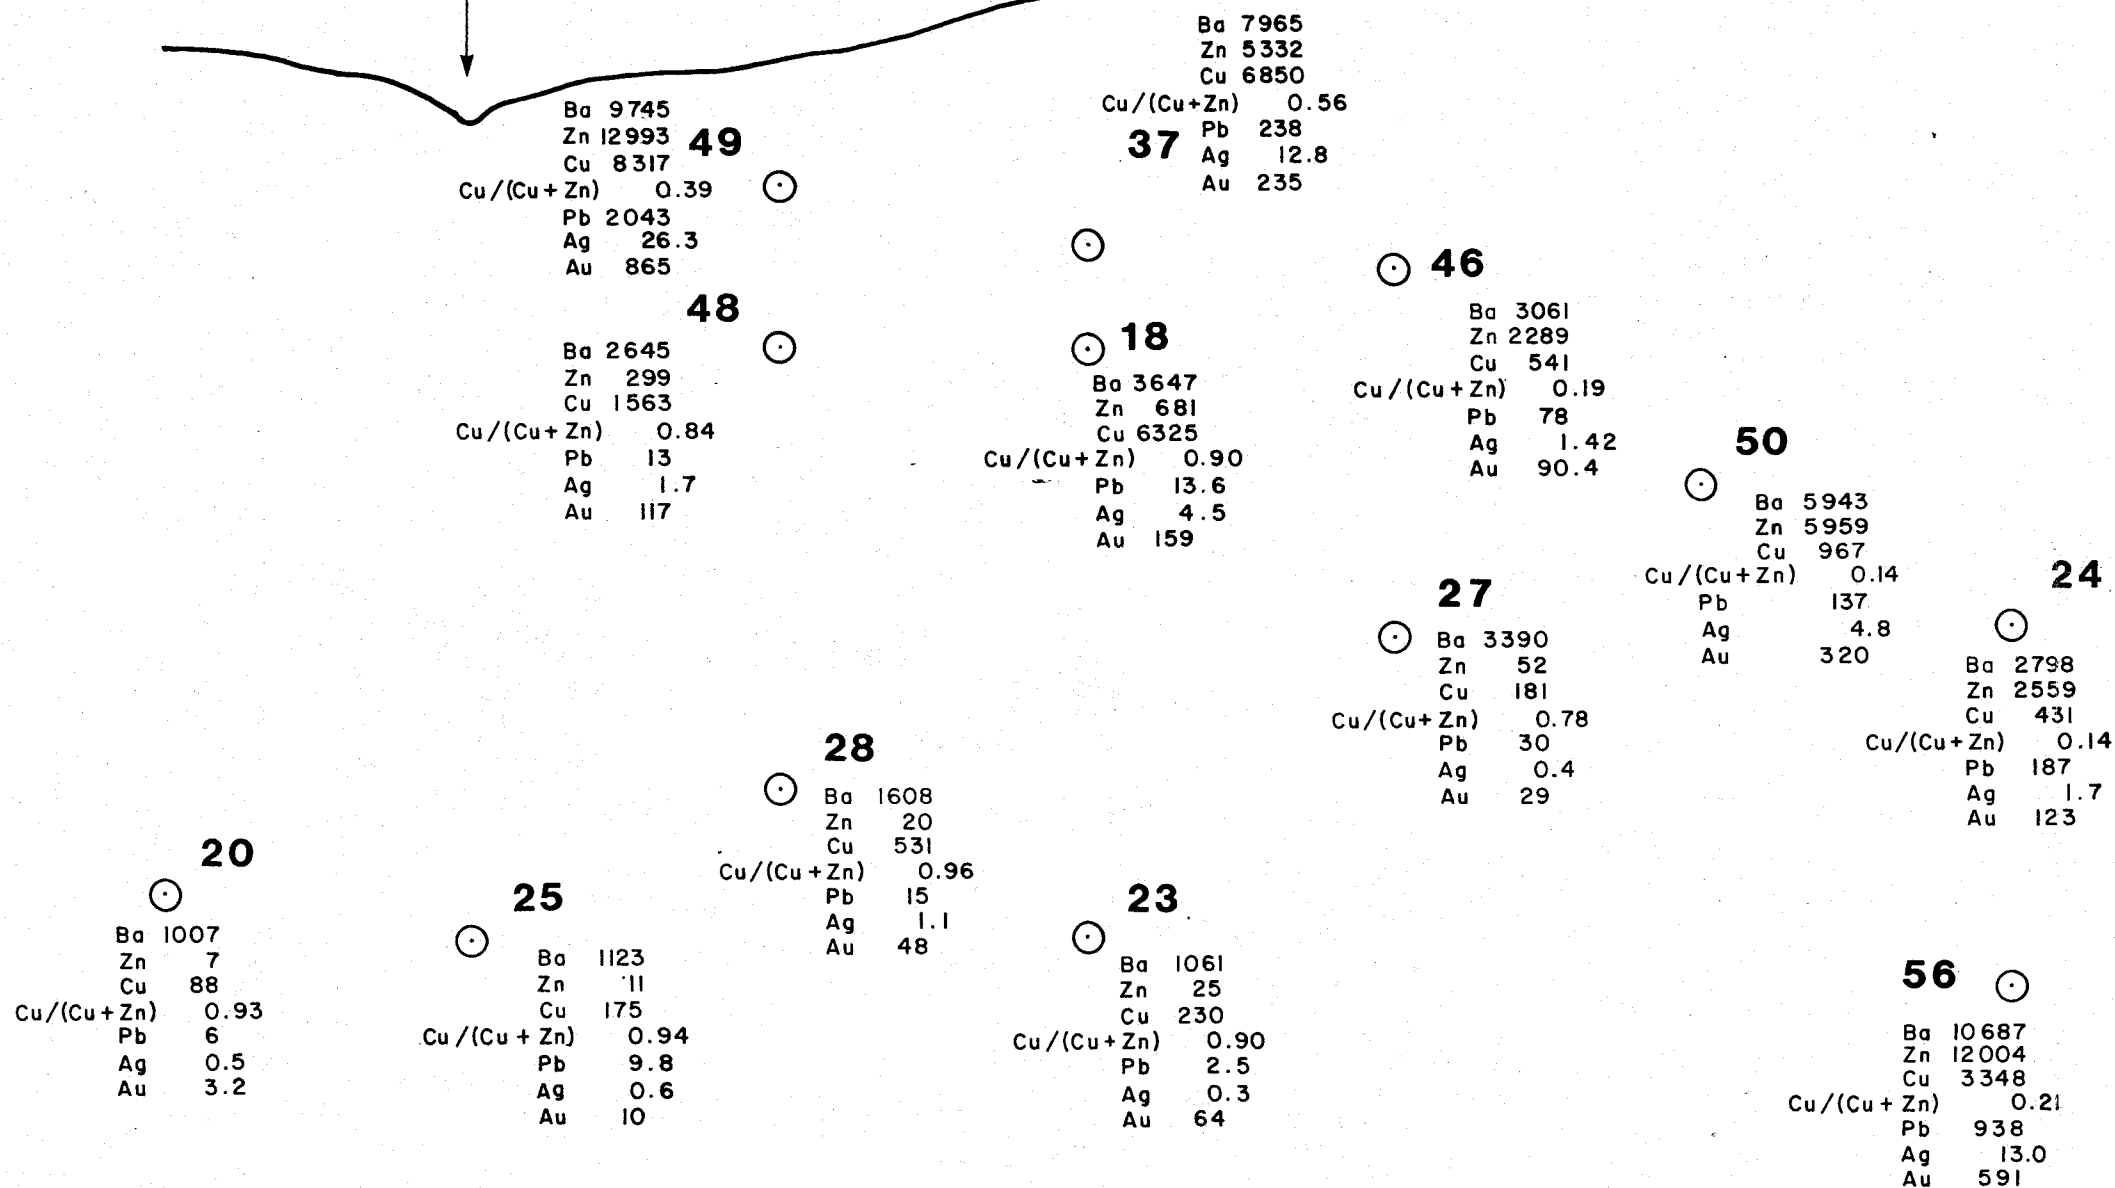 Ba 7965
Zn 5332
Cu 6850
Cu/(Cu+Zn) 0.56
37
Pb 238
Ag 12.8
Au 235
Ba 9745
Zn 12993
49
Cu 8317
Cu/(Cu+Zn) 0.39
Pb 2043
Ag 26.3
Au 865
48
Ba 2645
Zn 299
Cu 1563
Cu/(Cu+Zn) 0.84
Pb 13
Ag 1.7
Au 117
18
Ba 3647
Zn 681
Cu 6325
Cu/(Cu+Zn) 0.90
Pb 13.6
Ag 4.5
Au 159
46
Ba 3061
Zn 2289
Cu 541
Cu/(Cu+Zn) 0.19
Pb 78
Ag 1.42
Au 90.4
50
Ba 5943
Zn 5959
Cu 967
Cu/(Cu+Zn) 0.14
Pb 137
Ag 4.8
Au 320
24
Ba 2798
Zn 2559
Cu 431
Cu/(Cu+Zn) 0.14
Pb 187
Ag 1.7
Au 123
27
Ba 3390
Zn 52
Cu 181
Cu/(Cu+Zn) 0.78
Pb 30
Ag 0.4
Au 29
28
Ba 1608
Zn 20
Cu 531
Cu/(Cu+Zn) 0.96
Pb 15
Ag 1.1
Au 48
20
Ba 1007
Zn 7
Cu 88
Cu/(Cu+Zn) 0.93
Pb 6
Ag 0.5
Au 3.2
25
Ba 1123
Zn 11
Cu 175
Cu/(Cu+Zn) 0.94
Pb 9.8
Ag 0.6
Au 10
23
Ba 1061
Zn 25
Cu 230
Cu/(Cu+Zn) 0.90
Pb 2.5
Ag 0.3
Au 64
56
Ba 10687
Zn 12004
Cu 3348
Cu/(Cu+Zn) 0.21
Pb 938
Ag 13.0
Au 591